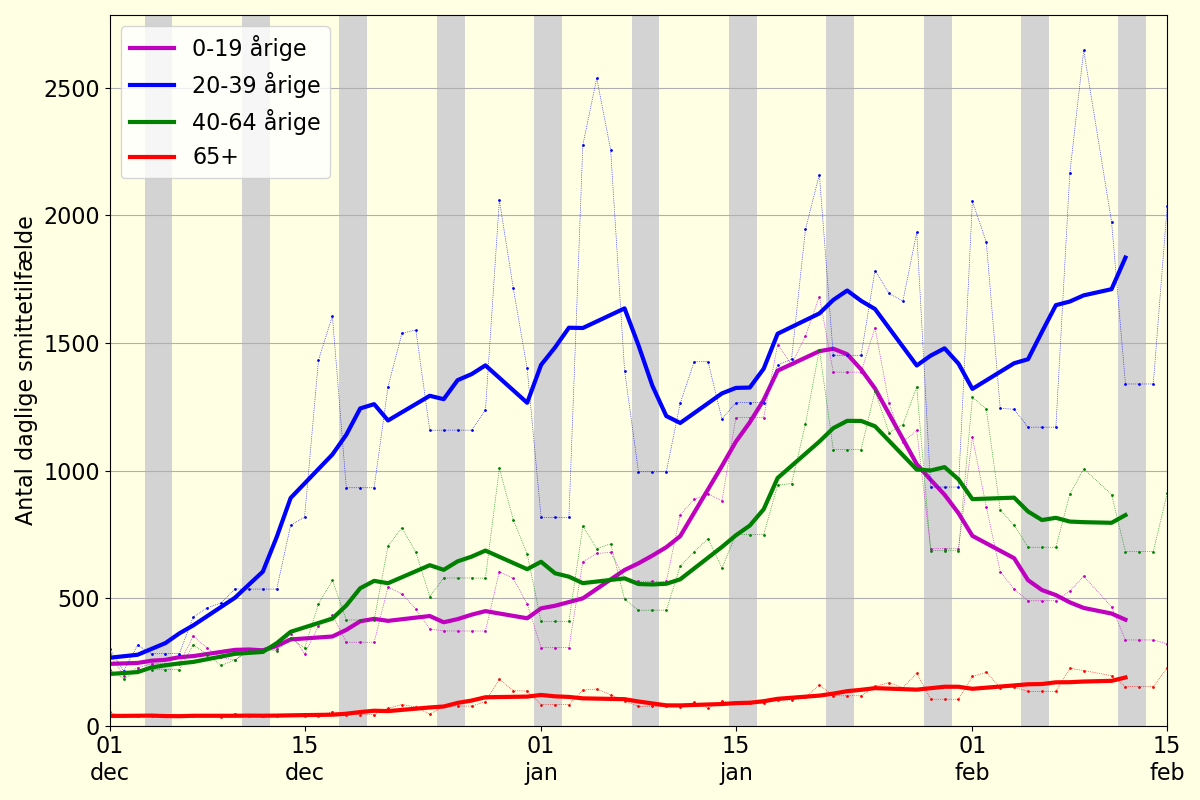 0-19 årige
20-39 årige
40-64 årige
65+
Antal daglige smittetilfælde
2500
2000
1500
1000
500
0
01 15 01 15 01 15
dec dec jan jan feb feb